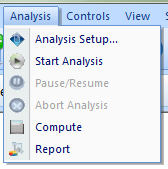 Analysis Controls View
Analysis Setup...
Start Analysis
Pause/Resume
Abort Analysis
Compute
Report